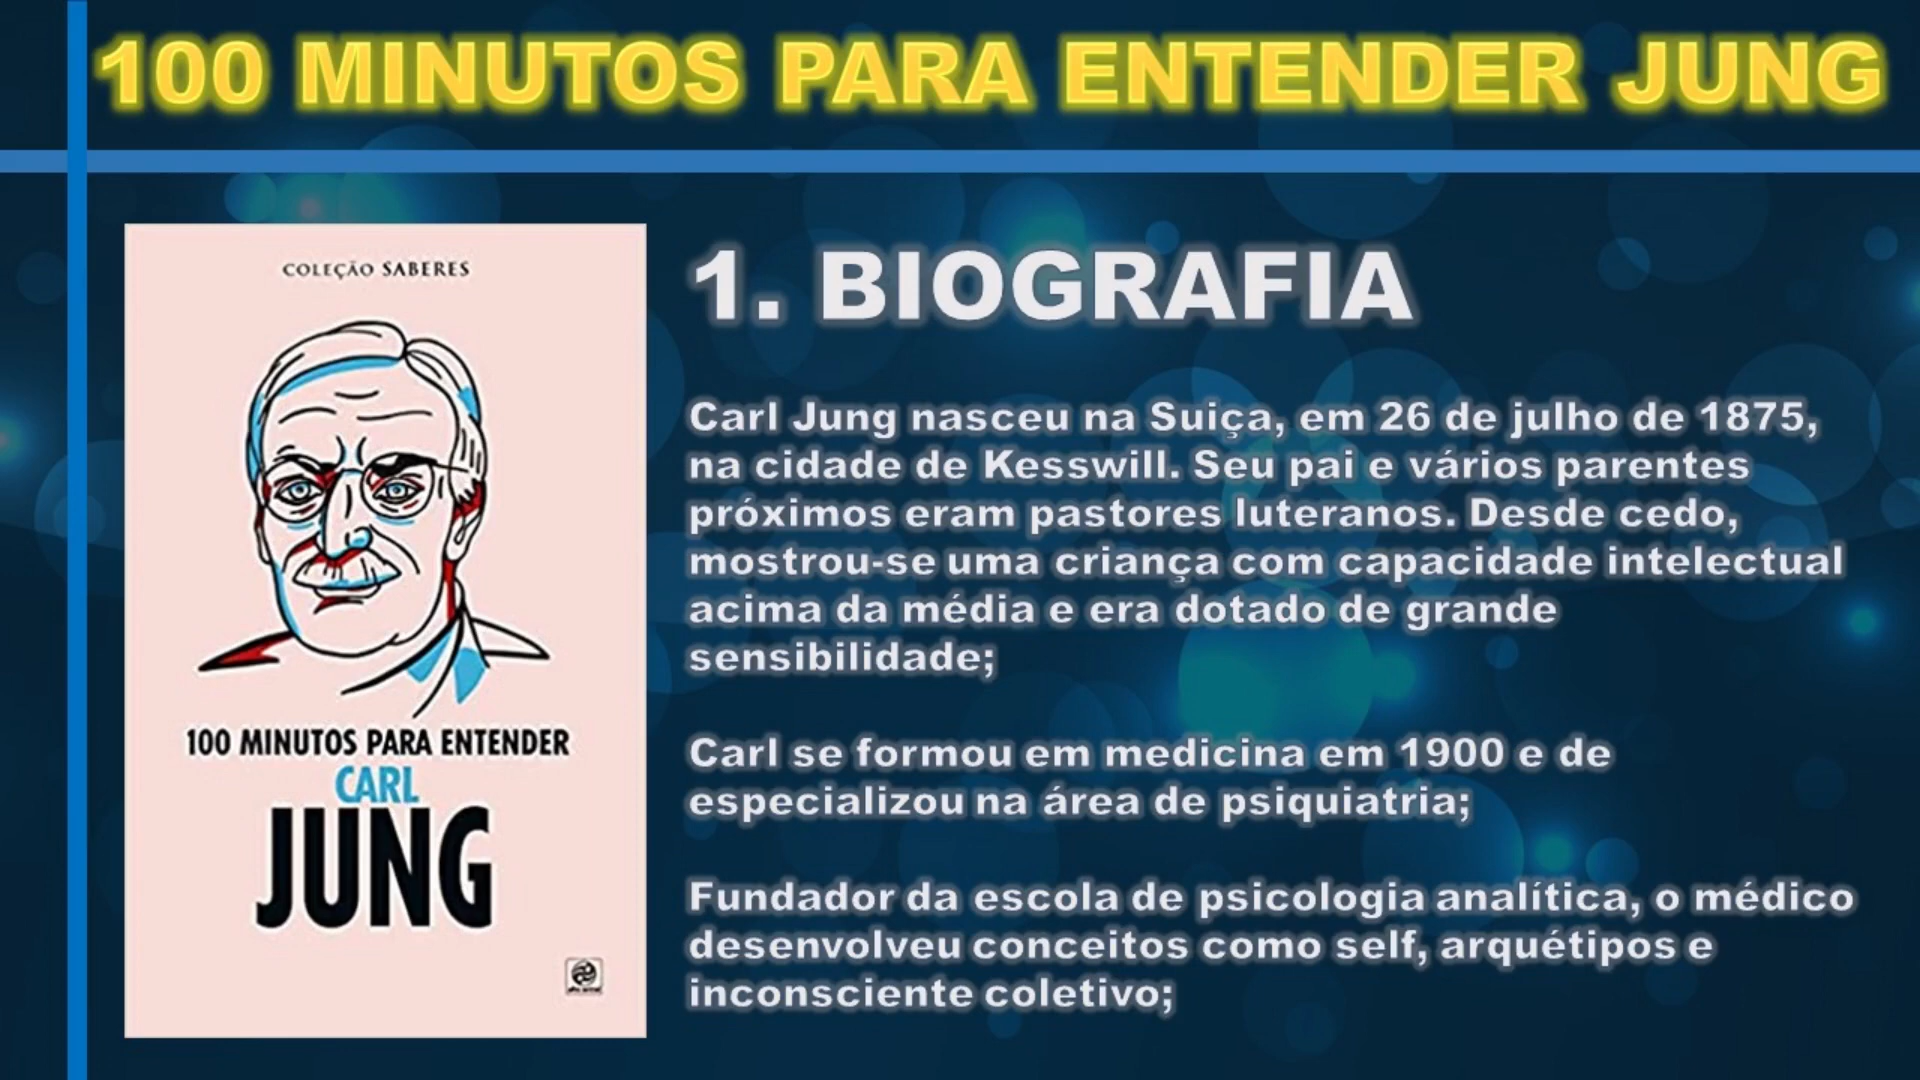 100 MINUTOS PARA ENTENDER JUNG
COLEÇÃO SABERES
100 MINUTOS PARA ENTENDER
CARL
JUNG
1. BIOGRAFIA
Carl Jung nasceu na Suiça, em 26 de julho de 1875,
na cidade de Kesswill. Seu pai e vários parentes
próximos eram pastores luteranos. Desde cedo,
mostrou-se uma criança com capacidade intelectual
acima da média e era dotado de grande
sensibilidade;
Carl se formou em medicina em 1900 e de
especializou na área de psiquiatria;
Fundador da escola de psicologia analítica, o médico
desenvolveu conceitos como self, arquétipos e
inconsciente coletivo;